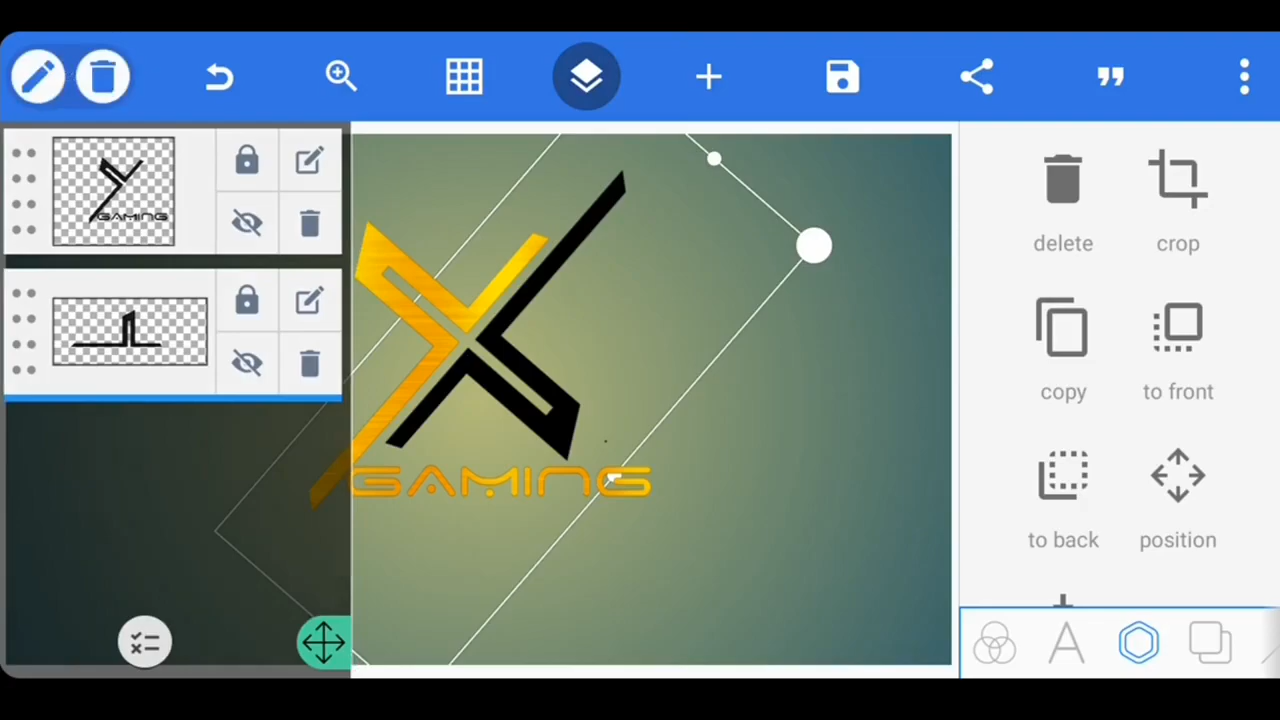 GAMING
GAMING
delete
crop
copy
to front
to back
position